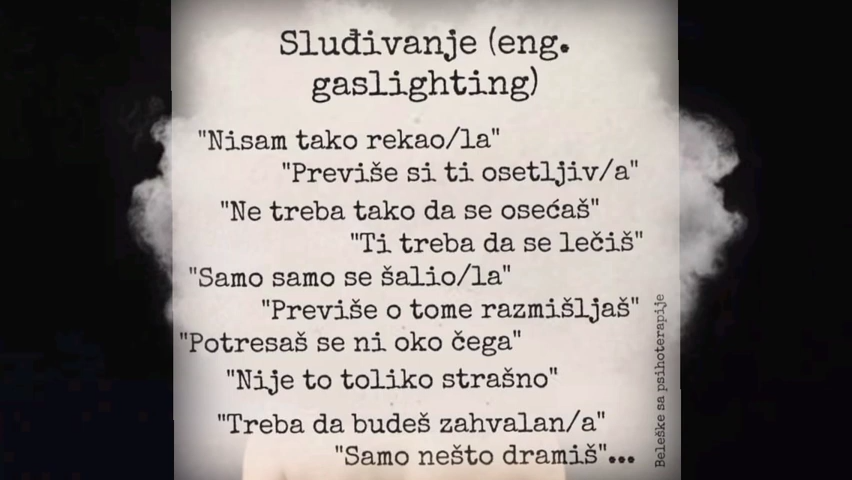 Sluđivanje (eng.
gaslighting)
"Nisam tako rekao/la"
"Previše si ti osetljiv/a"
"Ne treba tako da se osećaš"
"Ti treba da se lečiš"
"Samo samo se šalio/la"
"Previše o tome razmišljaš"
"Potresaš se ni oko čega"
"Nije to toliko strašno"
"Treba da budeš zahvalan/a"
"Samo nešto dramiš"...
Beleške sa psihoterapije